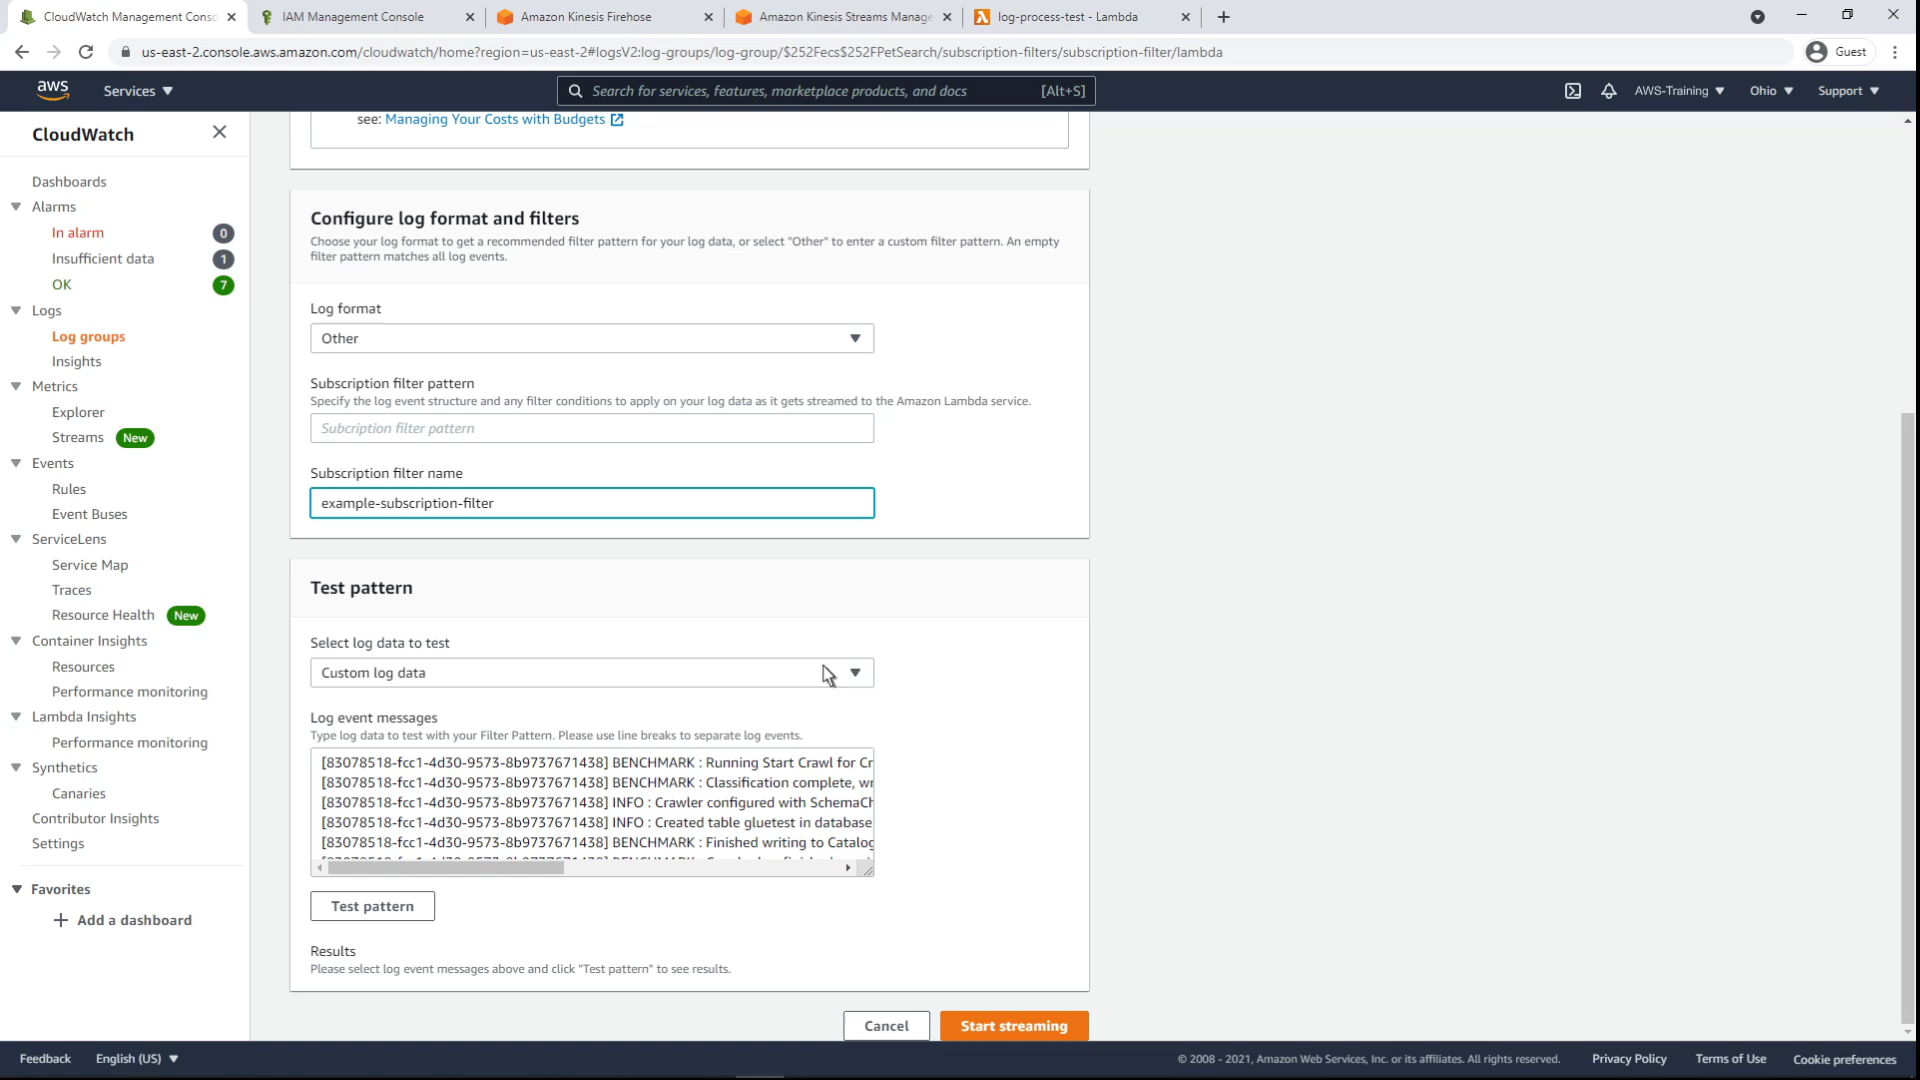 CloudWatch Management Conso
IAM Management Console
Amazon Kinesis Firehose
Amazon Kinesis Streams Manage
log-process-test - Lambda
us-east-2.console.aws.amazon.com/cloudwatch/home?region=us-east-2#logsV2:log-groups/log-group/$252Fecs$252FPetSearch/subscription-filters/subscription-filter/lambda
Guest
aws
Services
Search for services, features, marketplace products, and docs
[Alt+S]
AWS-Training
Ohio
Support
CloudWatch
Dashboards
Alarms
In alarm 0
Insufficient data 1
OK 7
Logs
Log groups
Insights
Metrics
Explorer
Streams New
Events
Rules
Event Buses
ServiceLens
Service Map
Traces
Resource Health New
Container Insights
Resources
Performance monitoring
Lambda Insights
Performance monitoring
Synthetics
Canaries
Contributor Insights
Settings
Favorites
Add a dashboard
see: Managing Your Costs with Budgets
Configure log format and filters
Choose your log format to get a recommended filter pattern for your log data, or select "Other" to enter a custom filter pattern. An empty
filter pattern matches all log events.
Log format
Other
Subscription filter pattern
Specify the log event structure and any filter conditions to apply on your log data as it gets streamed to the Amazon Lambda service.
Subcription filter pattern
Subscription filter name
example-subscription-filter
Test pattern
Select log data to test
Custom log data
Log event messages
Type log data to test with your Filter Pattern. Please use line breaks to separate log events.
[83078518-fcc1-4d30-9573-8b9737671438] BENCHMARK : Running Start Crawl for Cr
[83078518-fcc1-4d30-9573-8b9737671438] BENCHMARK : Classification complete, wr
[83078518-fcc1-4d30-9573-8b9737671438] INFO : Crawler configured with SchemaCh
[83078518-fcc1-4d30-9573-8b9737671438] INFO : Created table gluetest in database
[83078518-fcc1-4d30-9573-8b9737671438] BENCHMARK : Finished writing to Catalog
Test pattern
Results
Please select log event messages above and click "Test pattern" to see results.
Cancel
Start streaming
Feedback
English (US)
© 2008 - 2021, Amazon Web Services, Inc. or its affiliates. All rights reserved.
Privacy Policy
Terms of Use
Cookie preferences